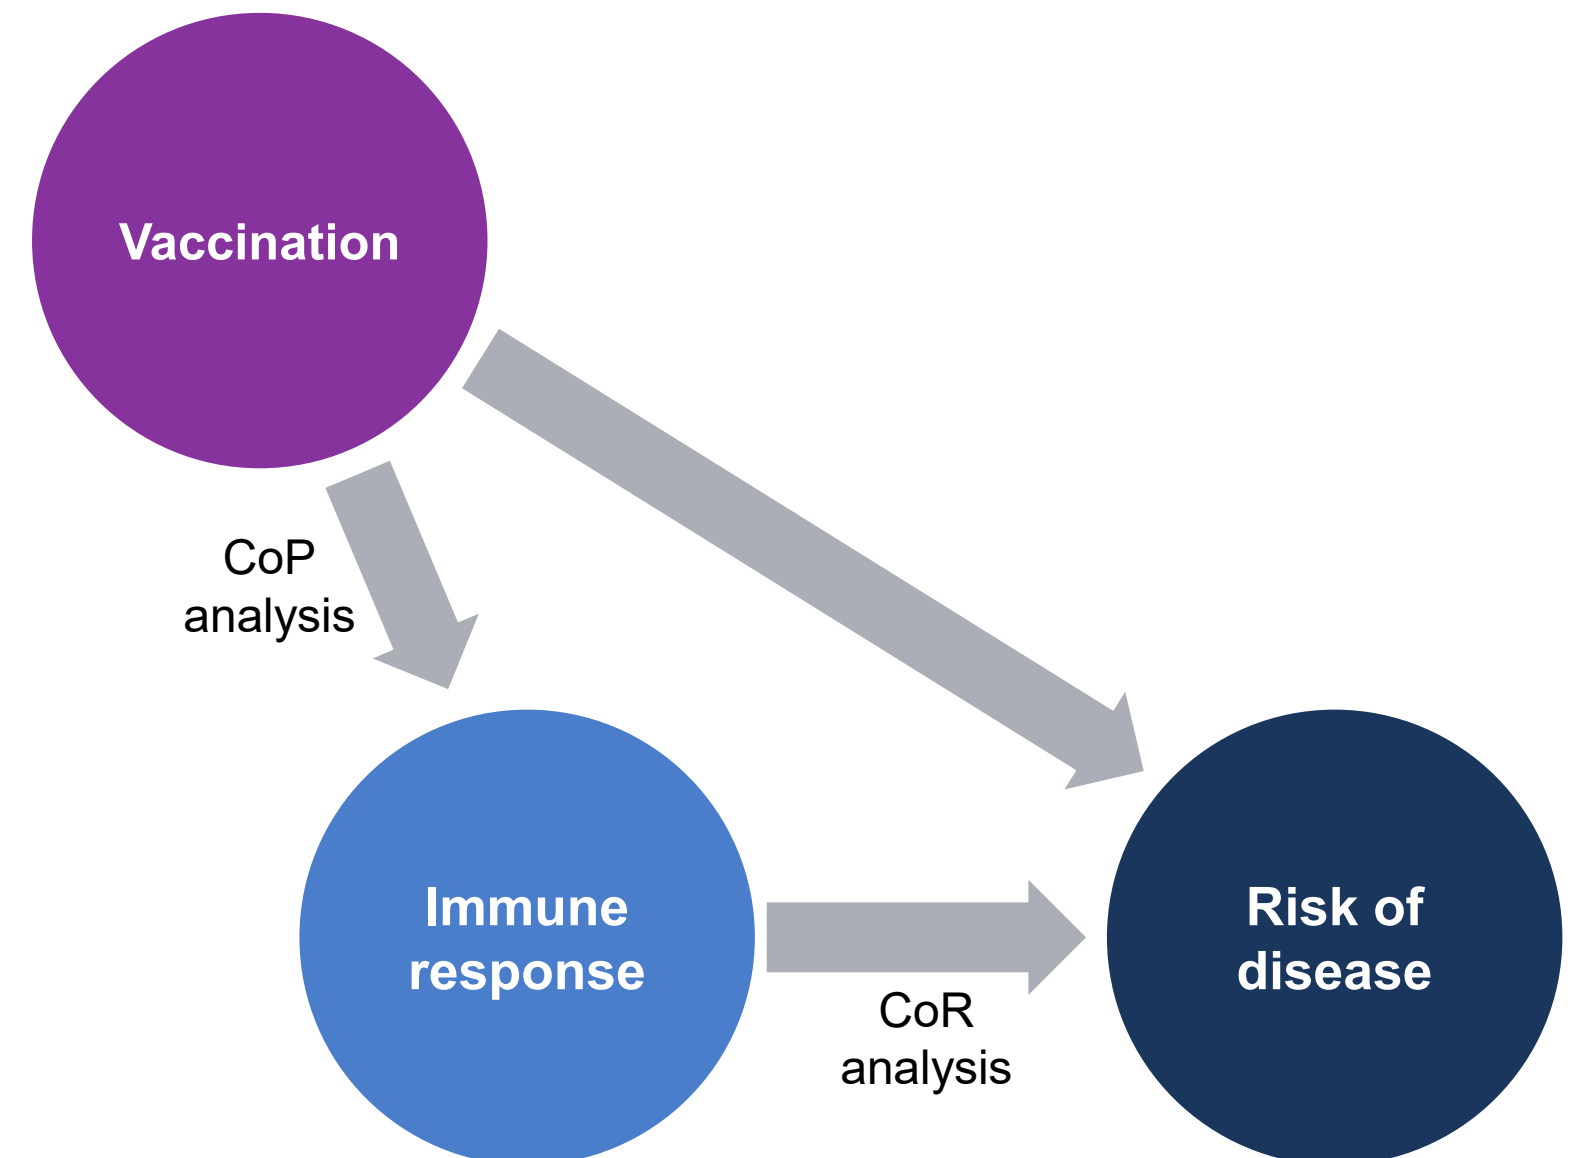 Vaccination
CoP
analysis
Immune
response
CoR
analysis
Risk of
disease